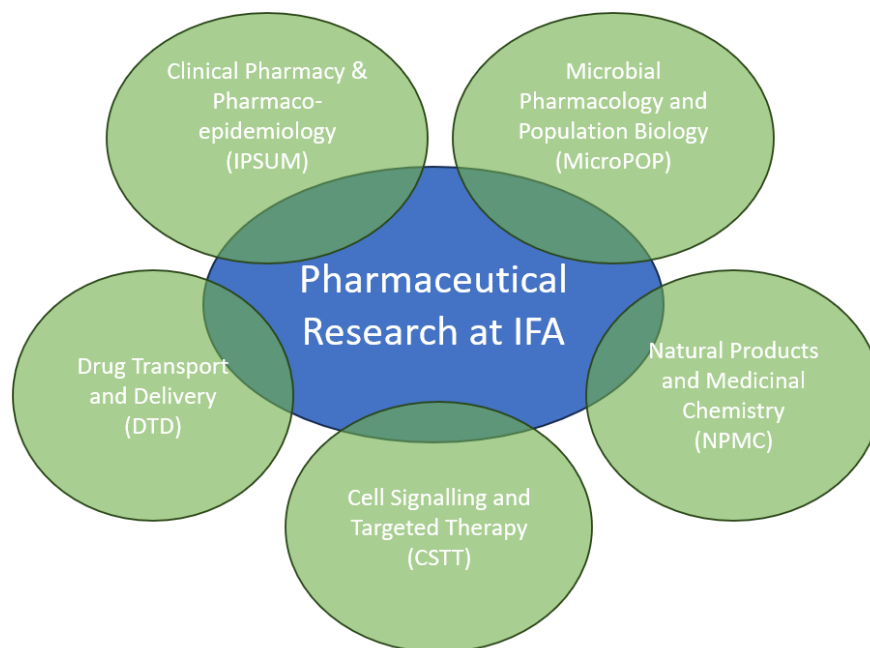 Clinical Pharmacy &
Pharmaco-
epidemiology
(IPSUM)
Microbial
Pharmacology and
Population Biology
(MicroPOP)
Pharmaceutical
Research at IFA
Drug Transport
and Delivery
(DTD)
Natural Products
and Medicinal
Chemistry
(NPMC)
Cell Signalling and
Targeted Therapy
(CSTT)